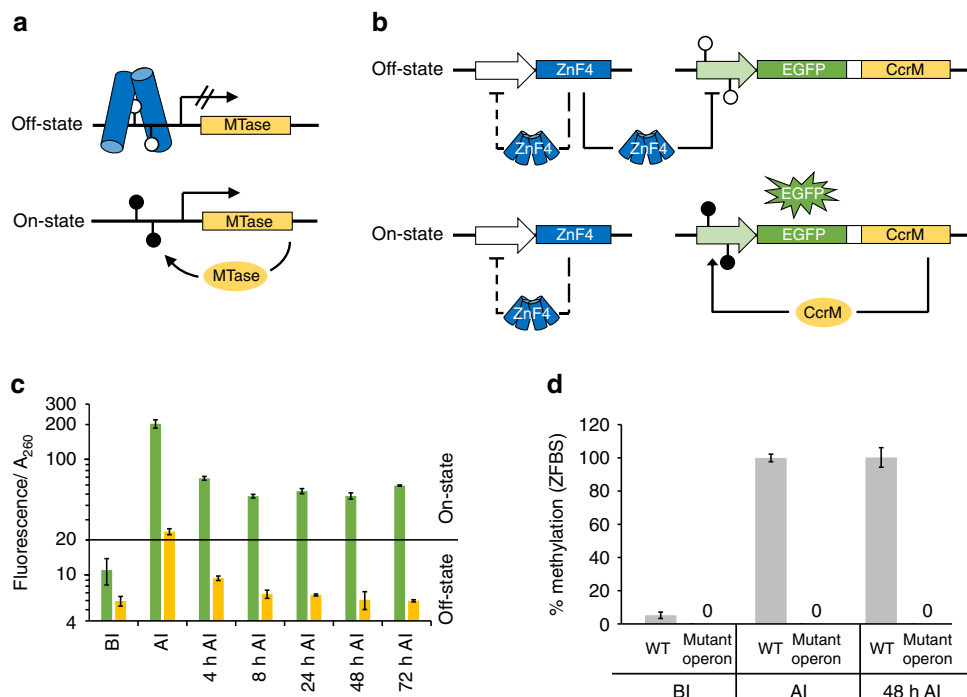 a
Off-state
MTase
On-state
MTase
MTase
b
Off-state
ZnF4
EGFP
CcrM
ZnF4
ZnF4
EGFP
On-state
ZnF4
EGFP
CcrM
ZnF4
CcrM
c
Fluorescence/ A260
300
200
100
20
10
4
On-state
Off-state
BI
AI
4 h AI
8 h AI
24 h AI
48 h AI
72 h AI
d
% methylation (ZFBS)
120
100
80
60
40
20
0
0
0
0
WT
Mutant
operon
WT
Mutant
operon
WT
Mutant
operon
BI
AI
48 h AI